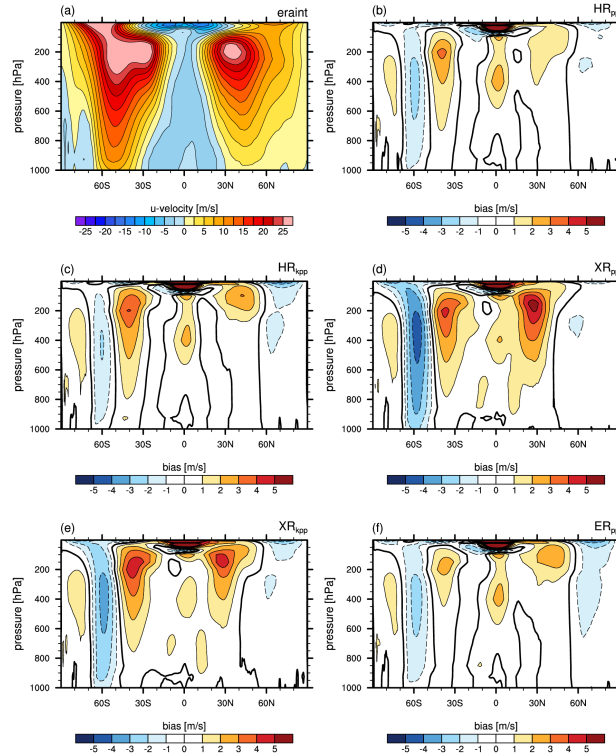 (a) eraint
pressure [hPa]
200
400
600
800
1000
60S 30S 0 30N 60N
u-velocity [m/s]
-25 -20 -15 -10 -5 0 5 10 15 20 25
(b) HRpp
pressure [hPa]
200
400
600
800
1000
60S 30S 0 30N 60N
bias [m/s]
-5 -4 -3 -2 -1 0 1 2 3 4 5
(c) HRkpp
pressure [hPa]
200
400
600
800
1000
60S 30S 0 30N 60N
bias [m/s]
-5 -4 -3 -2 -1 0 1 2 3 4 5
(d) XRpp
pressure [hPa]
200
400
600
800
1000
60S 30S 0 30N 60N
bias [m/s]
-5 -4 -3 -2 -1 0 1 2 3 4 5
(e) XRkpp
pressure [hPa]
200
400
600
800
1000
60S 30S 0 30N 60N
bias [m/s]
-5 -4 -3 -2 -1 0 1 2 3 4 5
(f) ERpp
pressure [hPa]
200
400
600
800
1000
60S 30S 0 30N 60N
bias [m/s]
-5 -4 -3 -2 -1 0 1 2 3 4 5